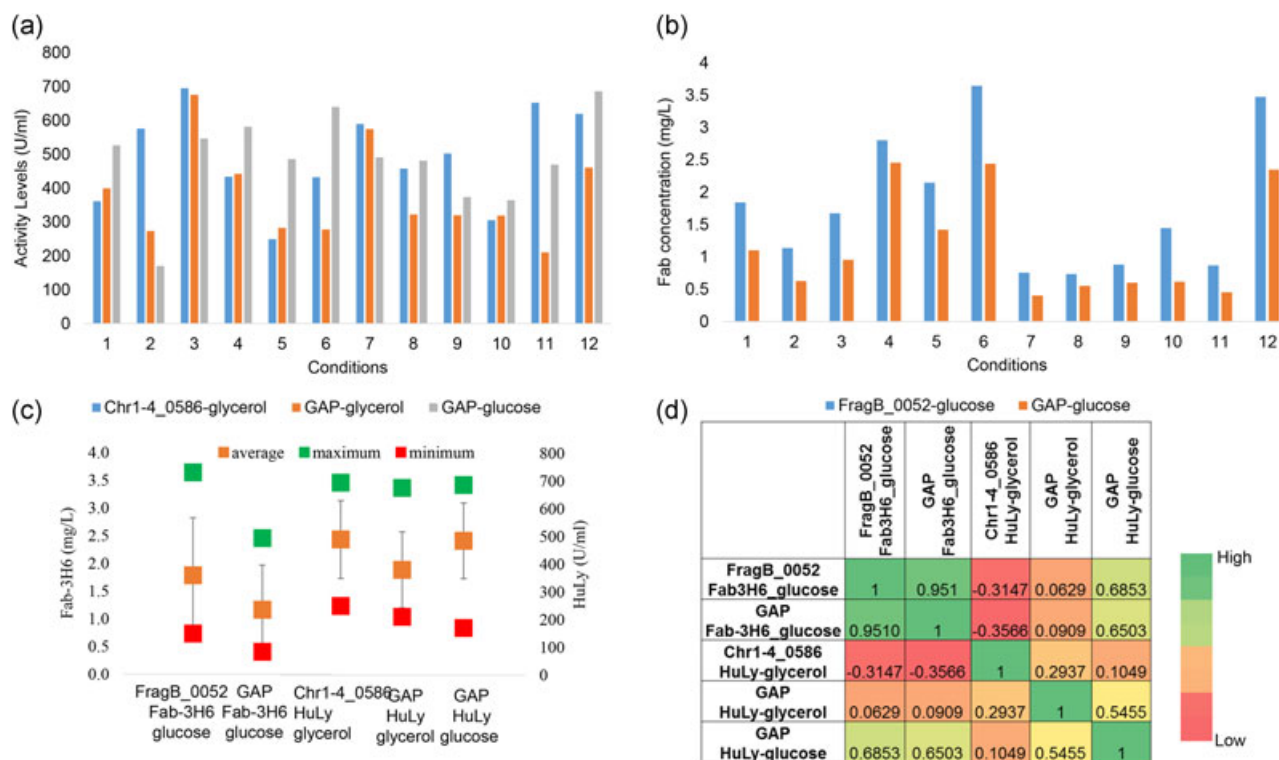 (a)
800
700
600
500
400
300
200
100
0
Activity Levels (U/ml)
1 2 3 4 5 6 7 8 9 10 11 12
Conditions
Chr1-4_0586-glycerol GAP-glycerol GAP-glucose
(b)
4
3.5
3
2.5
2
1.5
1
0.5
0
Fab concentration (mg/L)
1 2 3 4 5 6 7 8 9 10 11 12
Conditions
FragB_0052-glucose GAP-glucose
(c)
average maximum minimum
4.0
3.5
3.0
2.5
2.0
1.5
1.0
0.5
0.0
Fab-3H6 (mg/L)
800
700
600
500
400
300
200
100
0
HuLy (U/ml)
FragB_0052
Fab-3H6
glucose
GAP
Fab-3H6
glucose
Chr1-4_0586
HuLy
glycerol
GAP
HuLy
glycerol
GAP
HuLy
glucose
(d)
FragB_0052
Fab3H6_glucose
GAP
Fab3H6_glucose
Chr1-4_0586
HuLy-glycerol
GAP
HuLy-glycerol
GAP
HuLy-glucose
FragB_0052
Fab3H6_glucose
1 0.951 -0.3147 0.0629 0.6853
GAP
Fab-3H6_glucose
0.9510 1 -0.3566 0.0909 0.6503
Chr1-4_0586
HuLy-glycerol
-0.3147 -0.3566 1 0.2937 0.1049
GAP
HuLy-glycerol
0.0629 0.0909 0.2937 1 0.5455
GAP
HuLy-glucose
0.6853 0.6503 0.1049 0.5455 1
High
Low